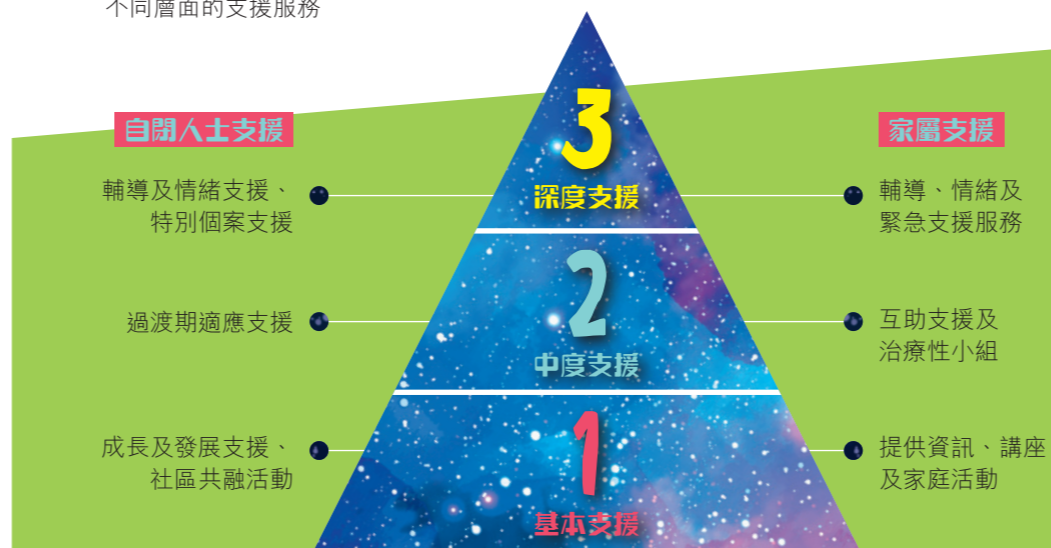 不同層面的支援服務
自閉人士支援
家屬支援
3
深度支援
輔導及情緒支援、
特別個案支援
輔導、情緒及
緊急支援服務
2
中度支援
過渡期適應支援
互助支援及
治療性小組
1
基本支援
成長及發展支援、
社區共融活動
提供資訊、講座
及家庭活動